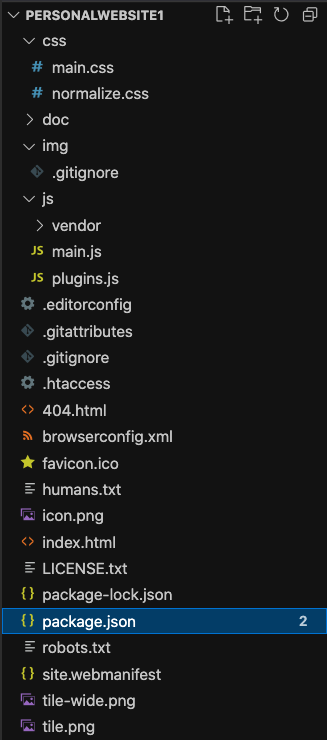 PERSONALWEBSITE1
css
# main.css
# normalize.css
doc
img
.gitignore
js
vendor
JS main.js
JS plugins.js
.editorconfig
.gitattributes
.gitignore
.htaccess
<> 404.html
browserconfig.xml
favicon.ico
humans.txt
icon.png
<> index.html
LICENSE.txt
{} package-lock.json
{} package.json 2
robots.txt
{} site.webmanifest
tile-wide.png
tile.png